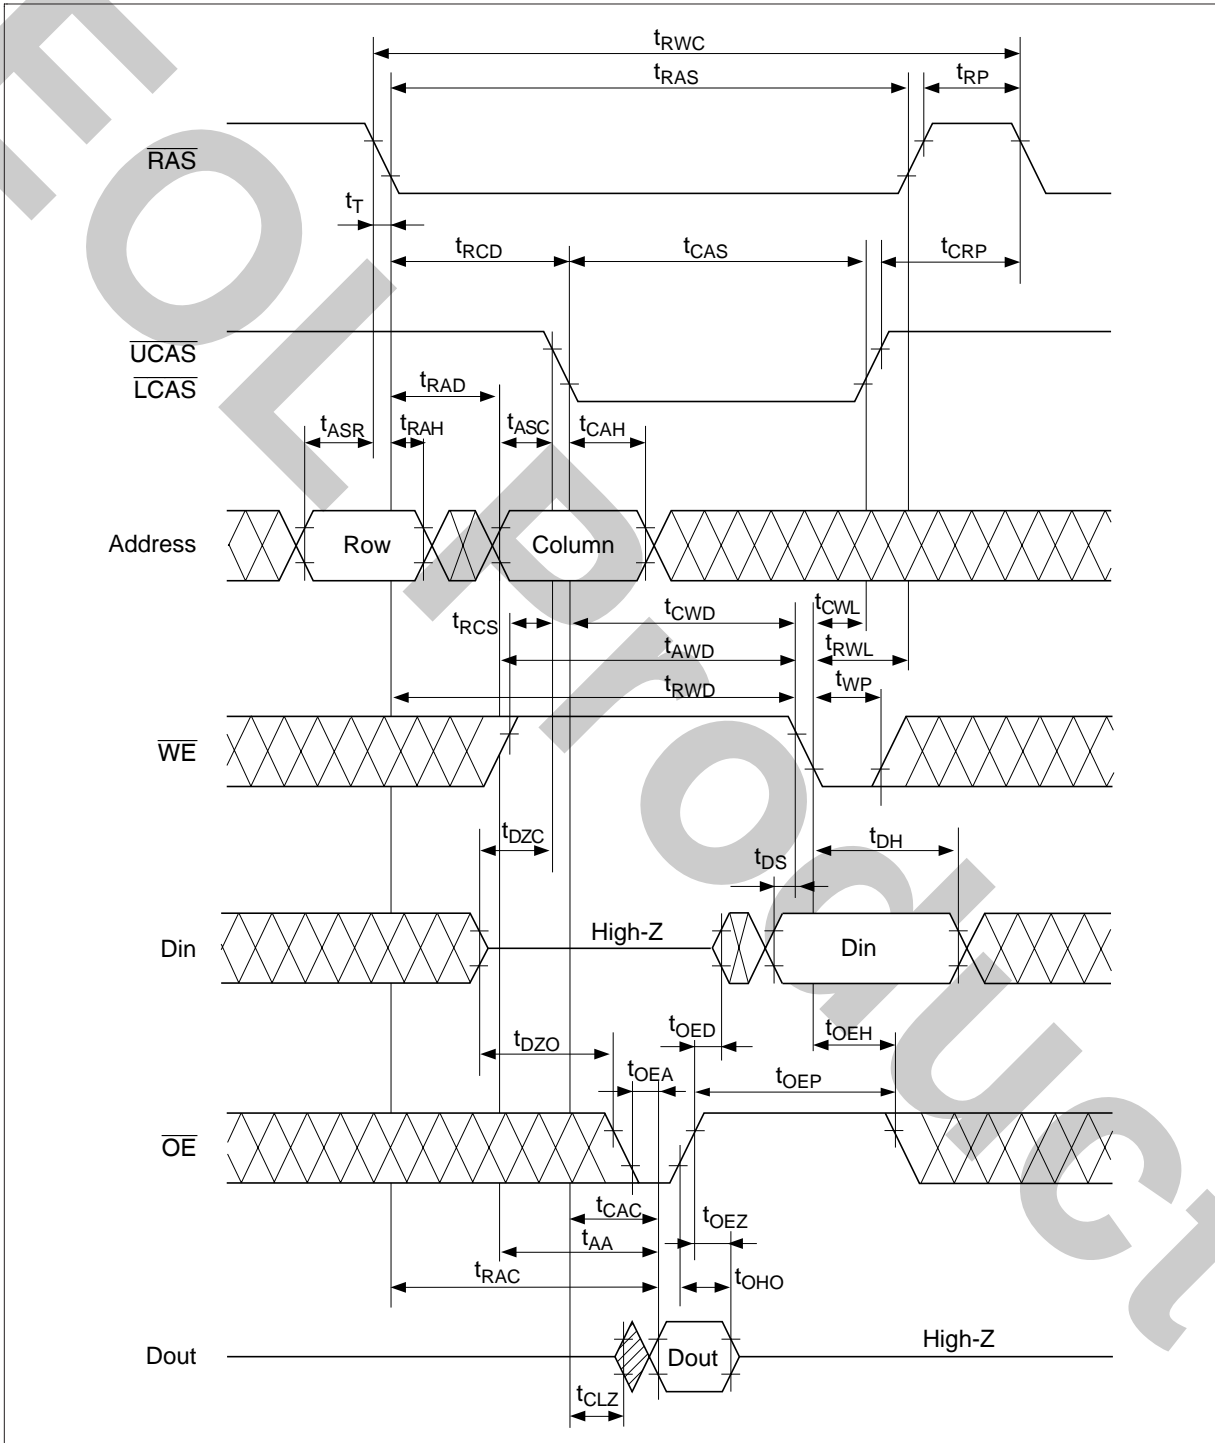 EOL Product
tRWC
tRAS
tRP
RAS
tT
tRCD
tCAS
tCRP
UCAS
LCAS
tRAD
tASR
tRAH
tASC
tCAH
Address
Row
Column
tRCS
tCWD
tCWL
tAWD
tRWL
tRWD
tWP
WE
tDZC
tDS
tDH
Din
High-Z
Din
tDZO
tOED
tOEH
tOEA
tOEP
OE
tCAC
tOEZ
tAA
tRAC
tOHO
Dout
Dout
High-Z
tCLZ